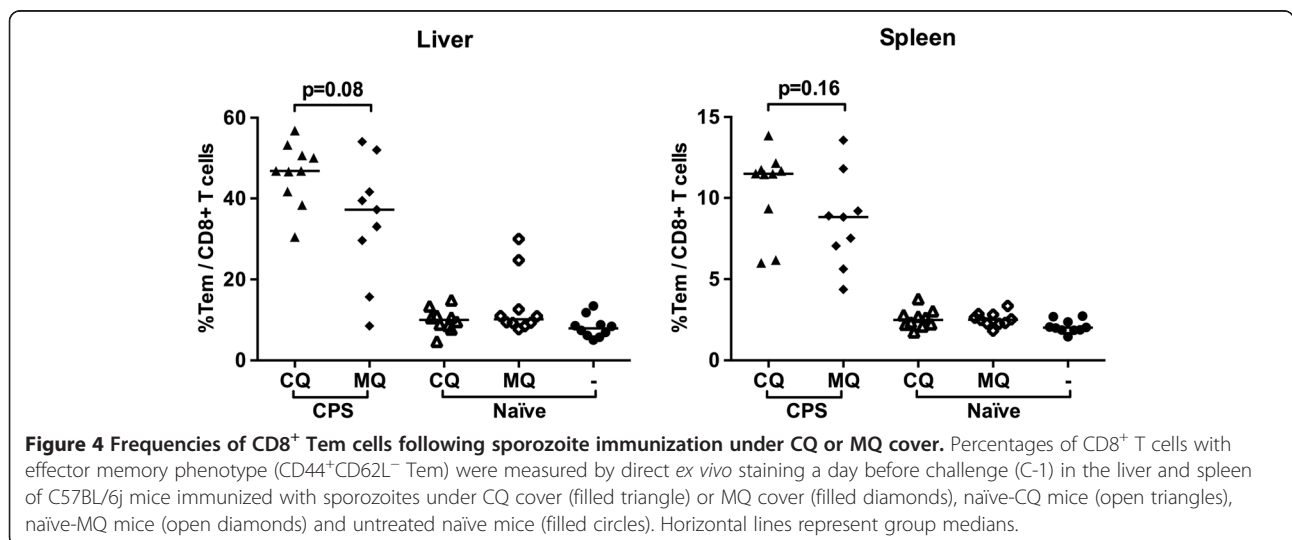 Liver
p=0.08
%Tem / CD8+ T cells
60
40
20
0
CQ MQ CQ MQ -
CPS Naïve
Spleen
p=0.16
%Tem / CD8+ T cells
15
10
5
0
CQ MQ CQ MQ -
CPS Naïve
Figure 4 Frequencies of CD8⁺ Tem cells following sporozoite immunization under CQ or MQ cover. Percentages of CD8⁺ T cells with
effector memory phenotype (CD44⁺CD62L⁻ Tem) were measured by direct ex vivo staining a day before challenge (C-1) in the liver and spleen
of C57BL/6j mice immunized with sporozoites under CQ cover (filled triangle) or MQ cover (filled diamonds), naïve-CQ mice (open triangles),
naïve-MQ mice (open diamonds) and untreated naïve mice (filled circles). Horizontal lines represent group medians.